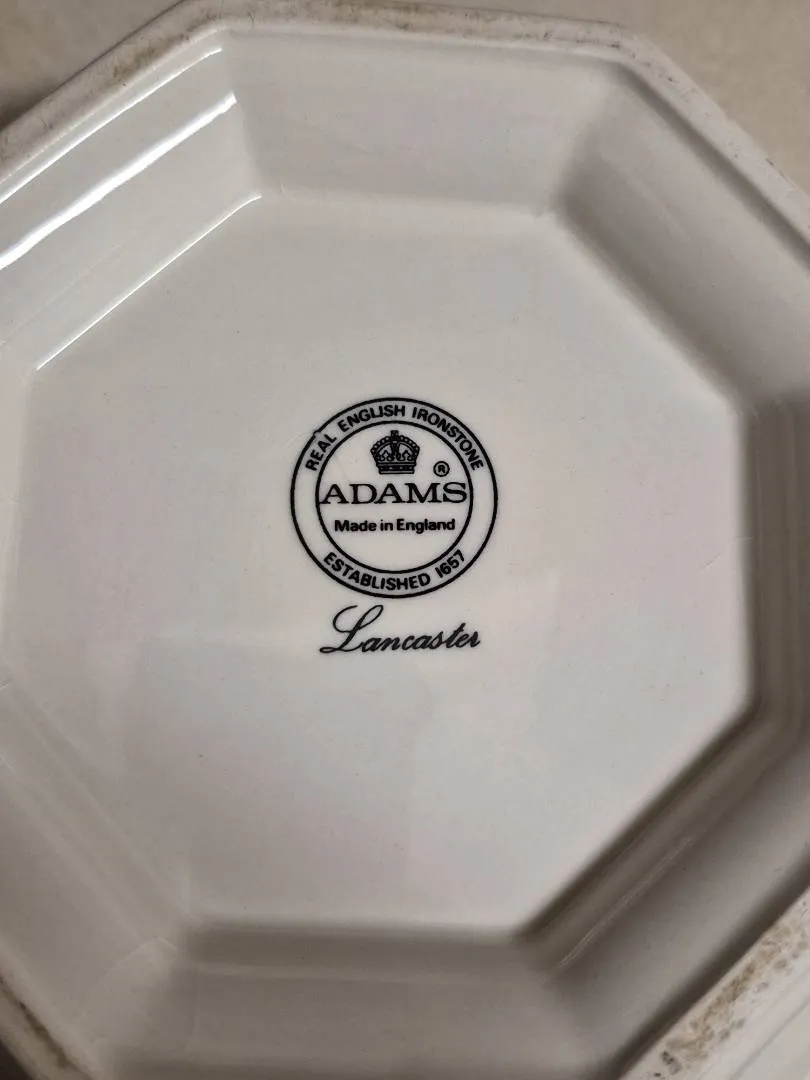 REAL ENGLISH IRONSTONE
®
ADAMS
Made in England
ESTABLISHED 1657
Lancaster